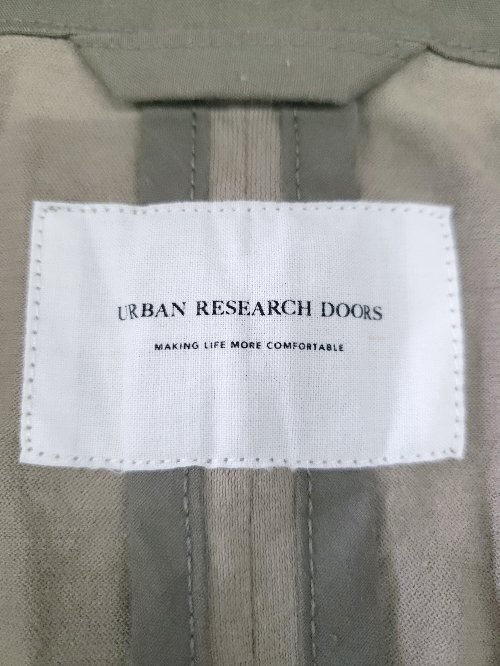 URBAN RESEARCH DOORS
MAKING LIFE MORE COMFORTABLE